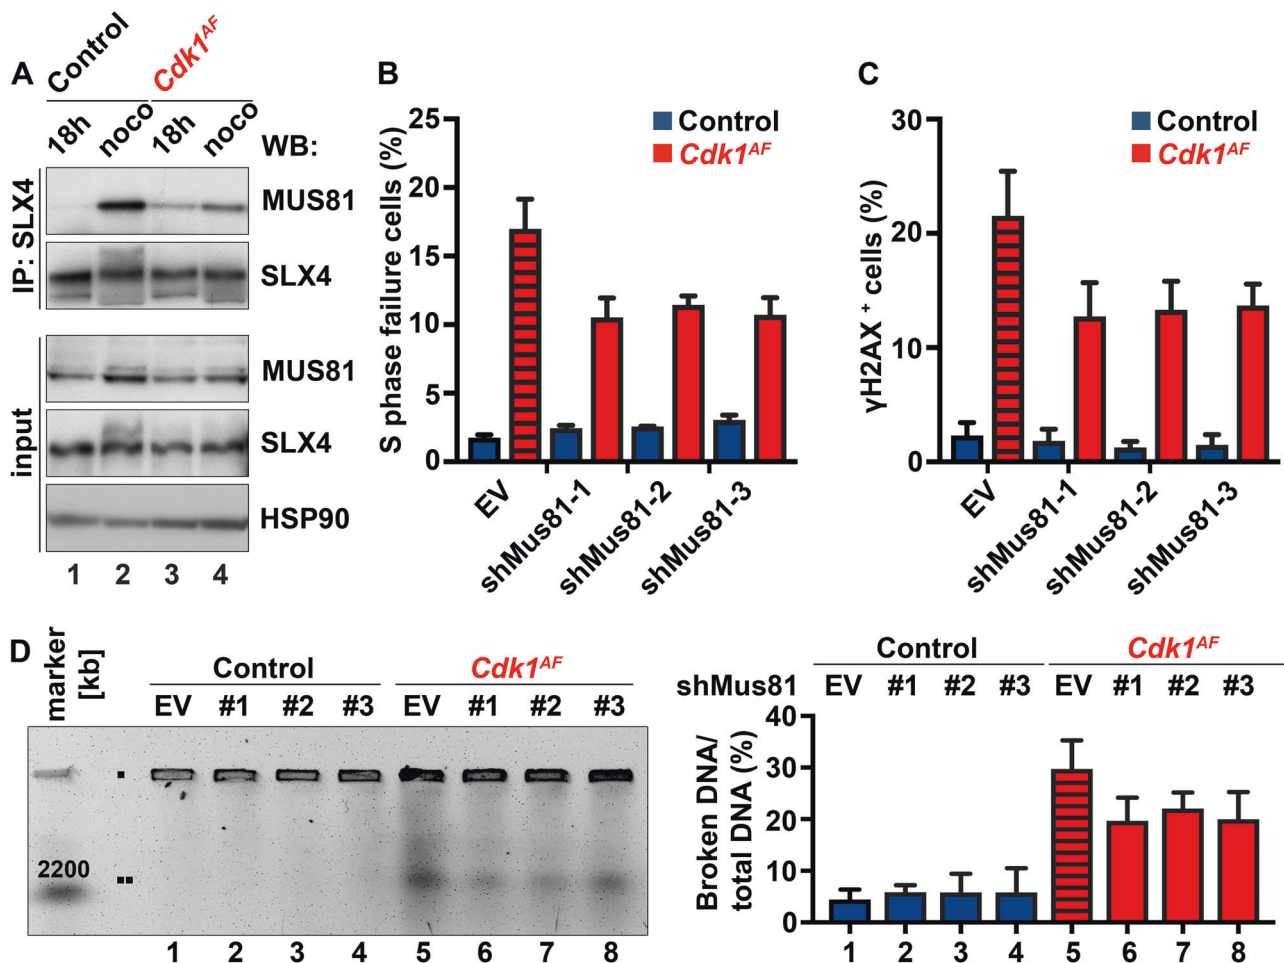 A
Control
Cdk1AF
18h
noco
18h
noco
WB:
IP: SLX4
MUS81
SLX4
input
MUS81
SLX4
HSP90
1 2 3 4
B
S phase failure cells (%)
25
20
15
10
5
0
Control
Cdk1AF
EV
shMus81-1
shMus81-2
shMus81-3
C
γH2AX + cells (%)
30
20
10
0
Control
Cdk1AF
EV
shMus81-1
shMus81-2
shMus81-3
D
marker
[kb]
Control Cdk1AF
EV #1 #2 #3 EV #1 #2 #3
2200
1 2 3 4 5 6 7 8
Control Cdk1AF
shMus81 EV #1 #2 #3 EV #1 #2 #3
Broken DNA/
total DNA (%)
40
30
20
10
0
1 2 3 4 5 6 7 8